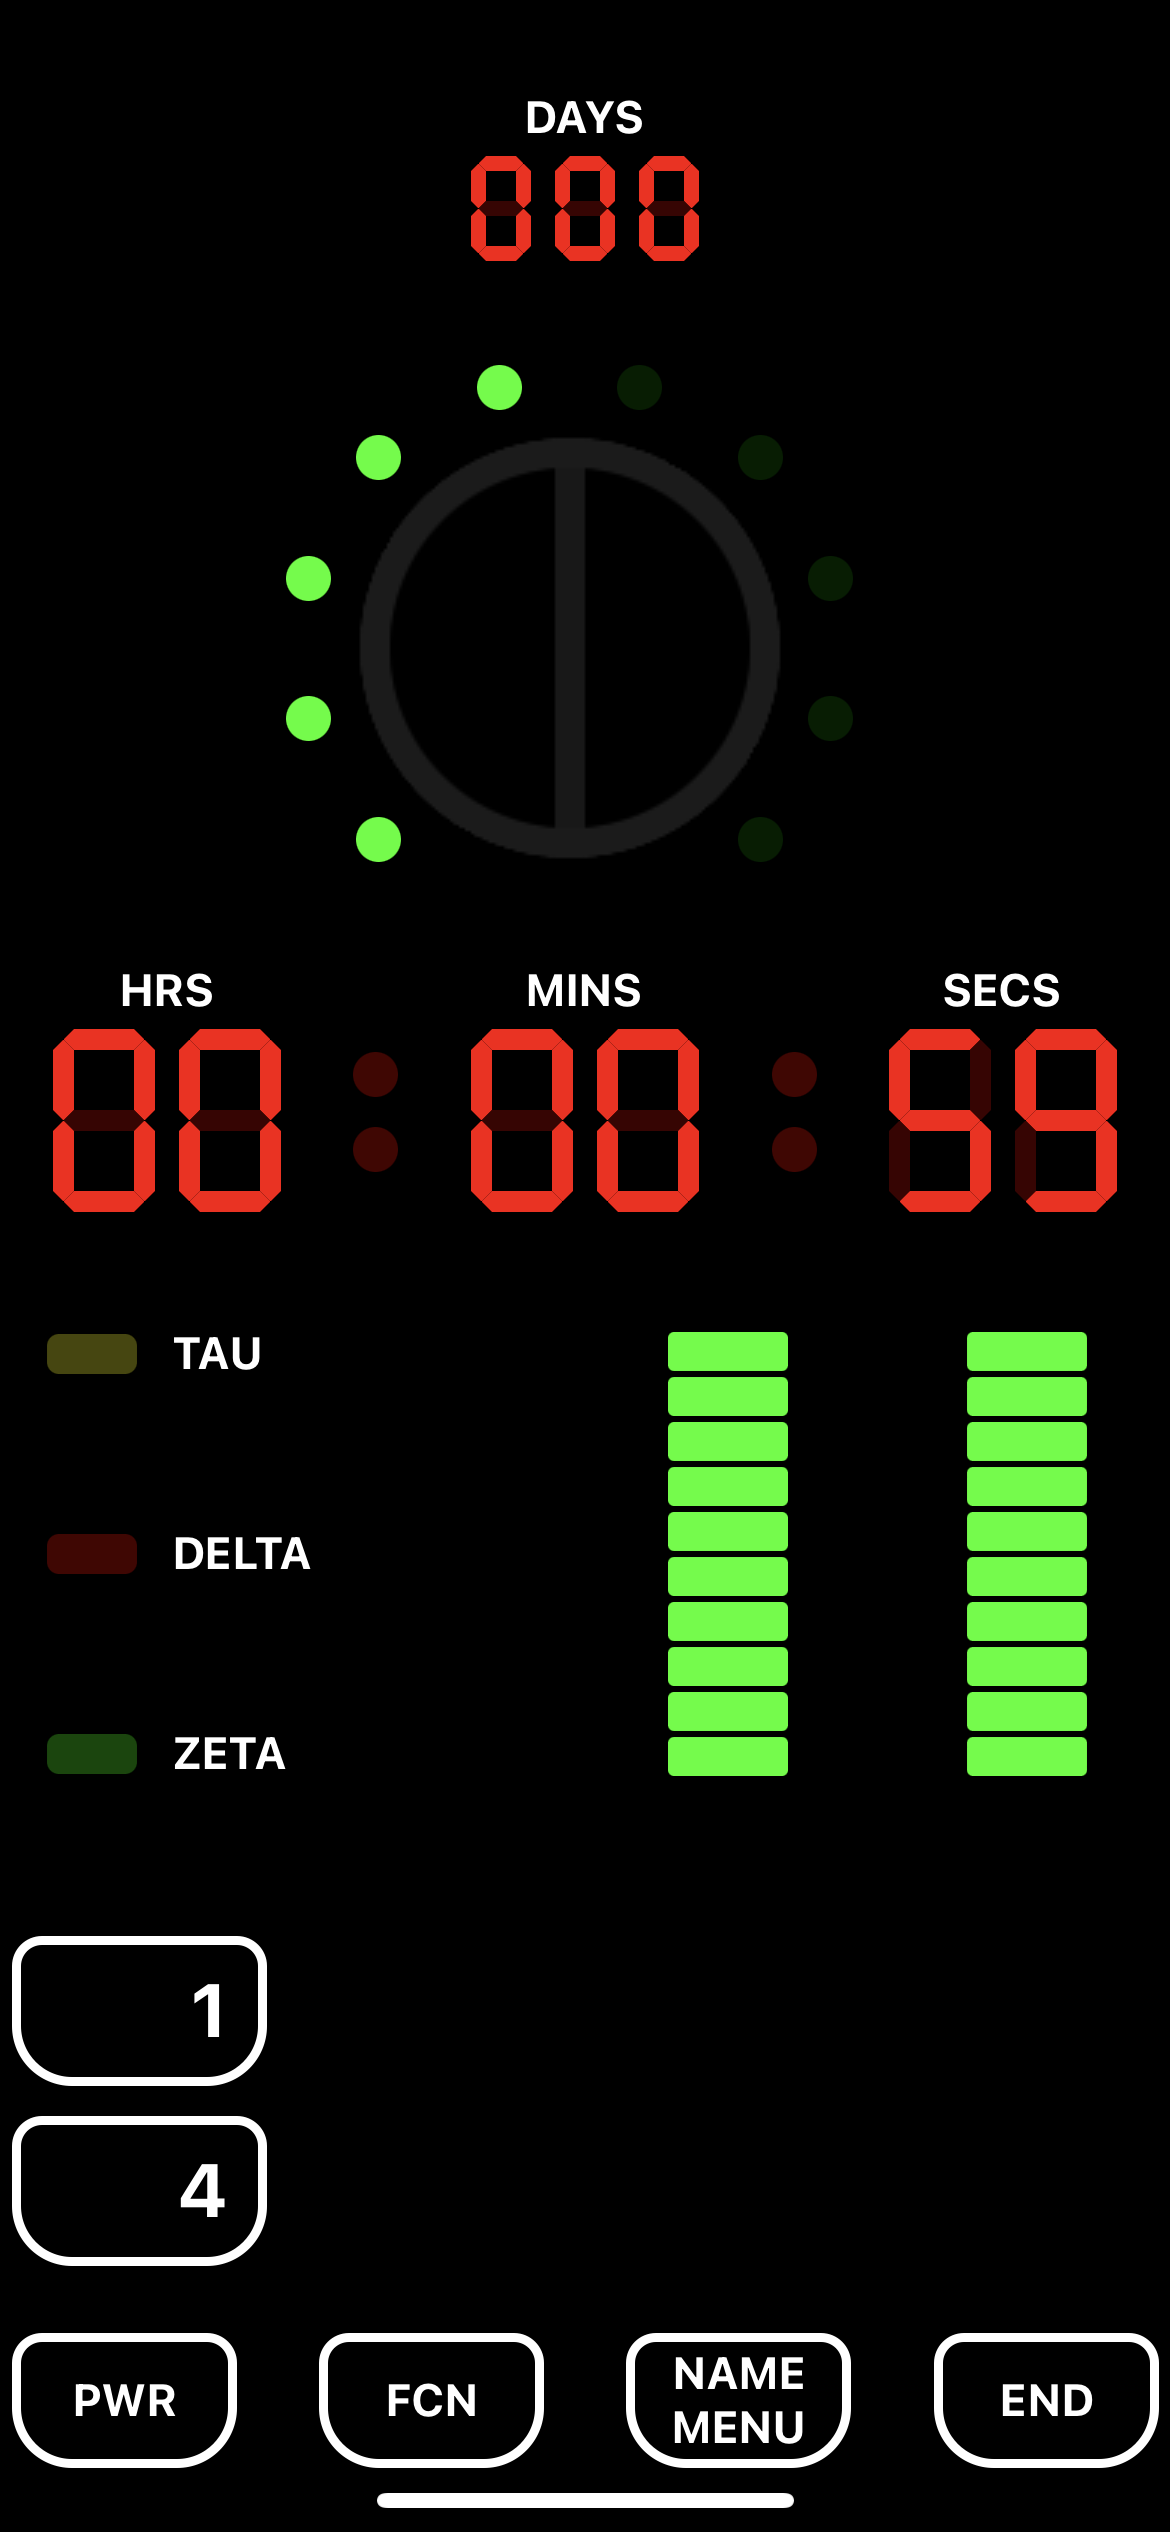 DAYS
000
HRS MINS SECS
00 : 00 : 59
TAU
DELTA
ZETA
1
4
PWR FCN NAME MENU END